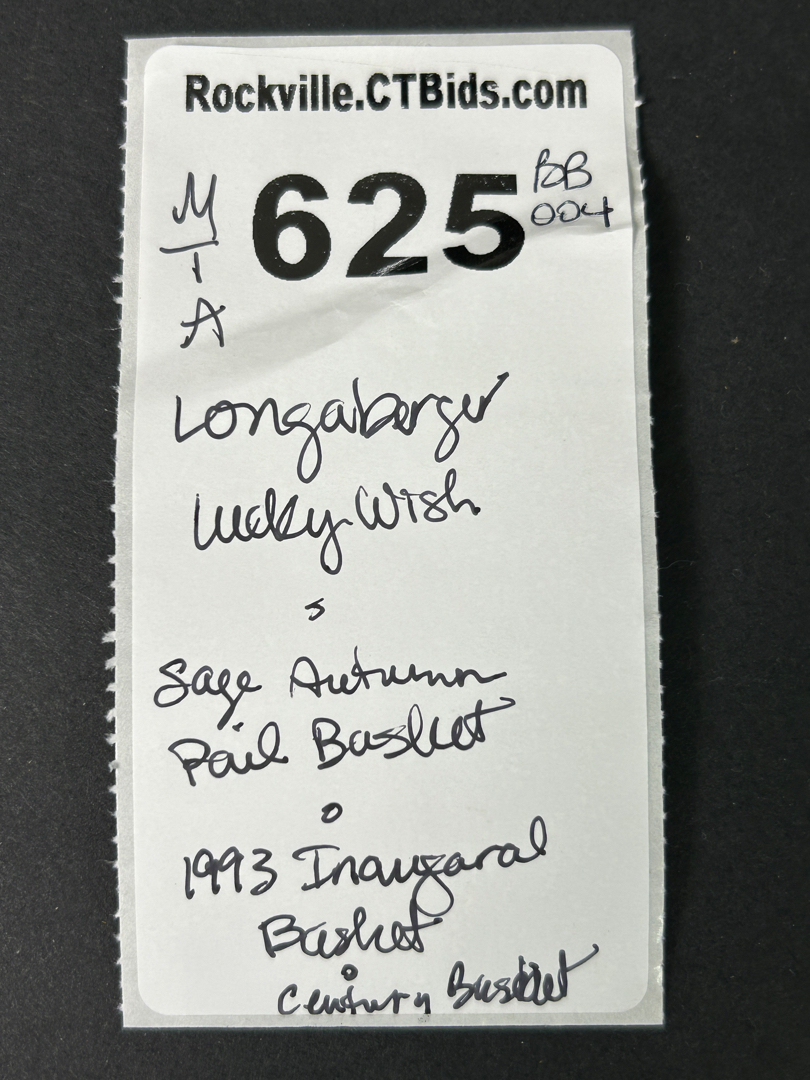 Rockville.CTBids.com
M
T
A
625
BB
004
Longaberger
Lucky Wish
Sage Autumn
Pail Basket
1993 Inaugaral
Basket
Century Basket